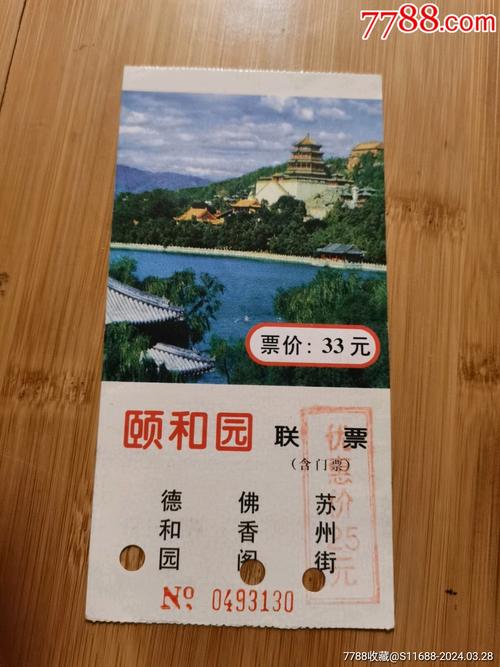 7788.com
票价：33元
颐和园 联 票
（含门票）
德和园
佛香阁
苏州街
优惠价25元
№ 0493130
7788收藏@S11688-2024.03.28